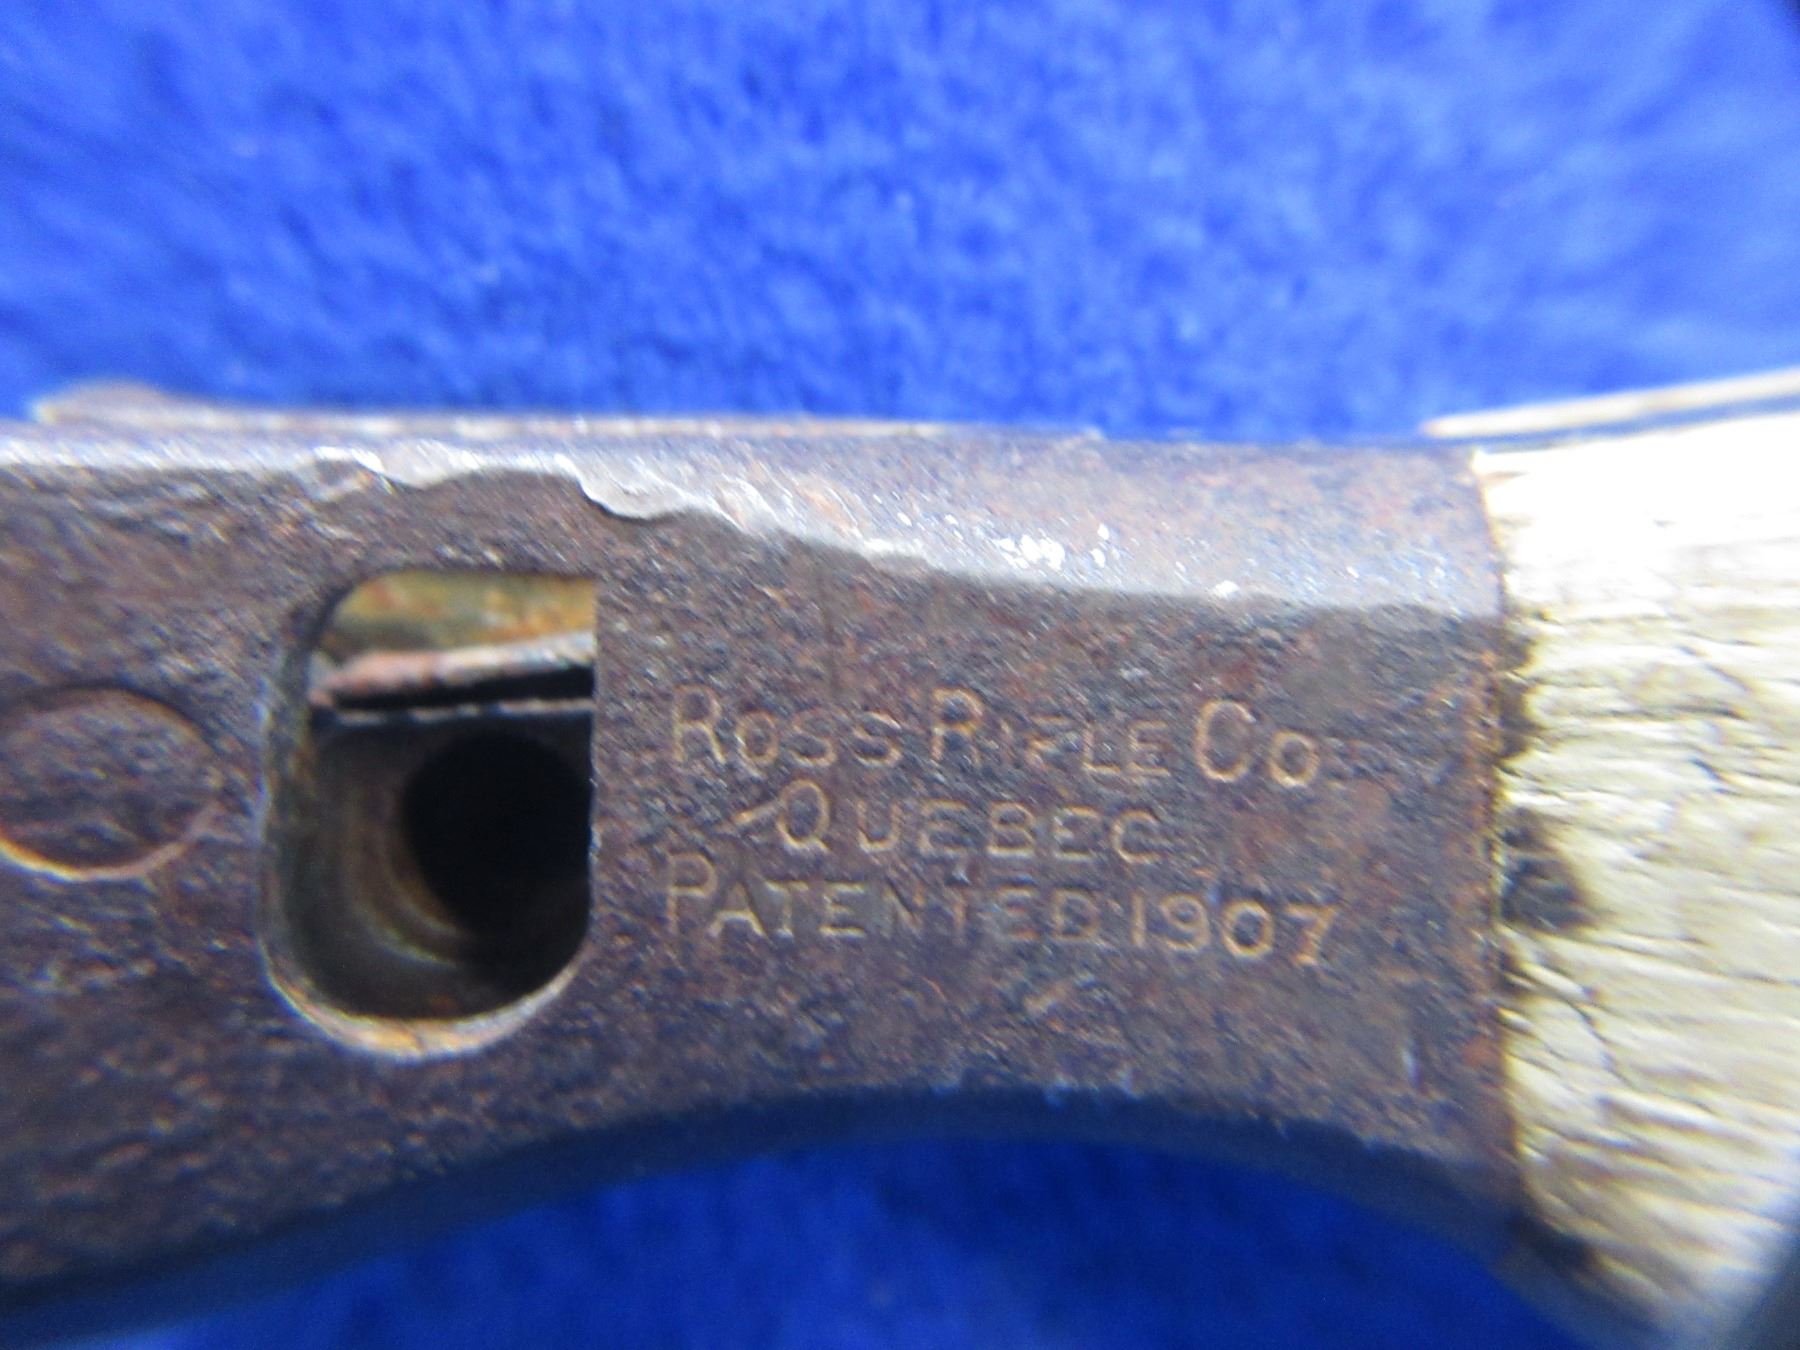 ROSS RIFLE CO
QUEBEC
PATENTED 1907